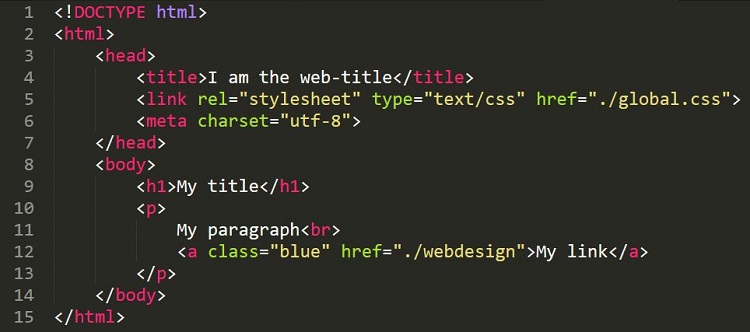 1 <!DOCTYPE html>
2 <html>
3     <head>
4         <title>I am the web-title</title>
5         <link rel="stylesheet" type="text/css" href="./global.css">
6         <meta charset="utf-8">
7     </head>
8     <body>
9         <h1>My title</h1>
10         <p>
11             My paragraph<br>
12             <a class="blue" href="./webdesign">My link</a>
13         </p>
14     </body>
15 </html>